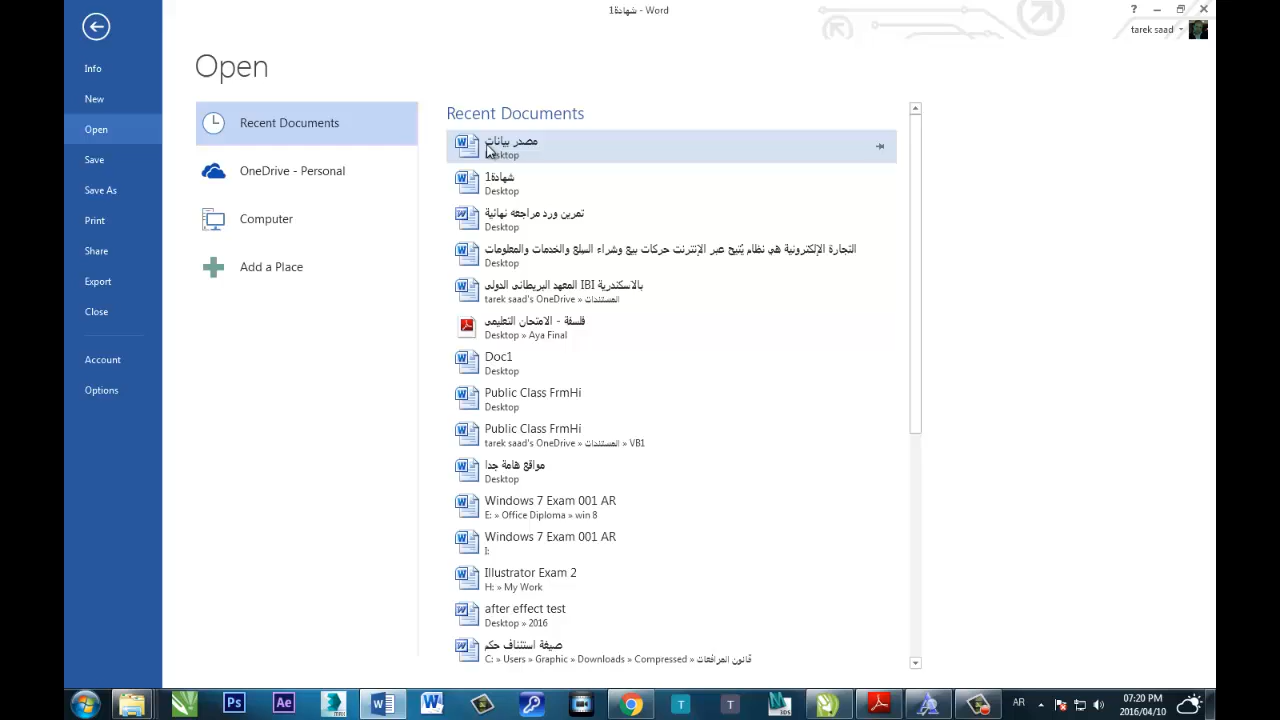 شهادة1 - Word
tarek saad
Info
New
Open
Save
Save As
Print
Share
Export
Close
Account
Options
Open
Recent Documents
OneDrive - Personal
Computer
Add a Place
Recent Documents
مصدر بيانات
Desktop
شهادة1
Desktop
تمرين ورد مراجعه نهائية
Desktop
التجارة الإلكترونية هي نظام يُتيح عبر الإنترنت حركات بيع وشراء السلع والخدمات والمعلومات
Desktop
بالاسكندرية IBI المعهد البريطانى الدولى
tarek saad's OneDrive » المستندات
فلسفة - الامتحان التعليمى
Desktop » Aya Final
Doc1
Desktop
Public Class FrmHi
Desktop
Public Class FrmHi
tarek saad's OneDrive » المستندات » VB1
مواقع هامة جدا
Desktop
Windows 7 Exam 001 AR
E: » Office Diploma » win 8
Windows 7 Exam 001 AR
I:
Illustrator Exam 2
H: » My Work
after effect test
Desktop » 2016
صيغة استئناف حكم
C: » Users » Graphic » Downloads » Compressed » قانون المرافعات
Ps
Ae
AR
07:20 PM
2016/04/10